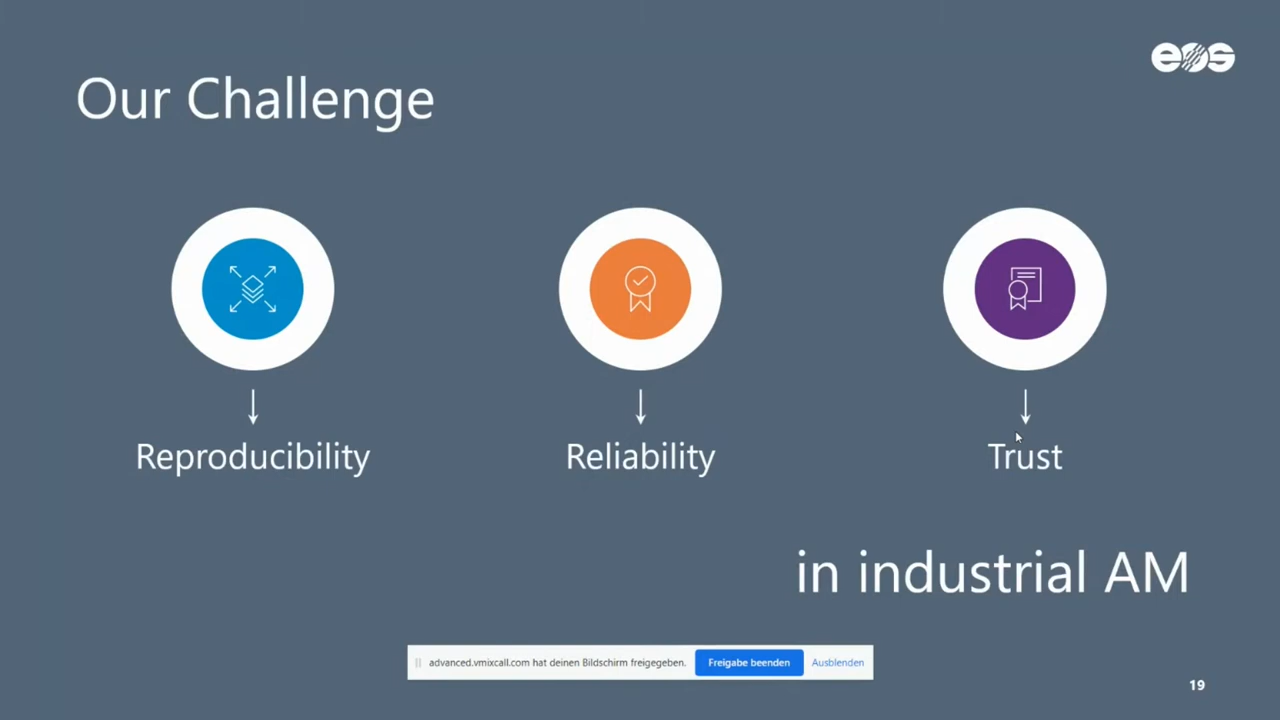 eos
Our Challenge
Reproducibility
Reliability
Trust
in industrial AM
advanced.vmixcall.com hat deinen Bildschirm freigegeben.
Freigabe beenden
Ausblenden
19